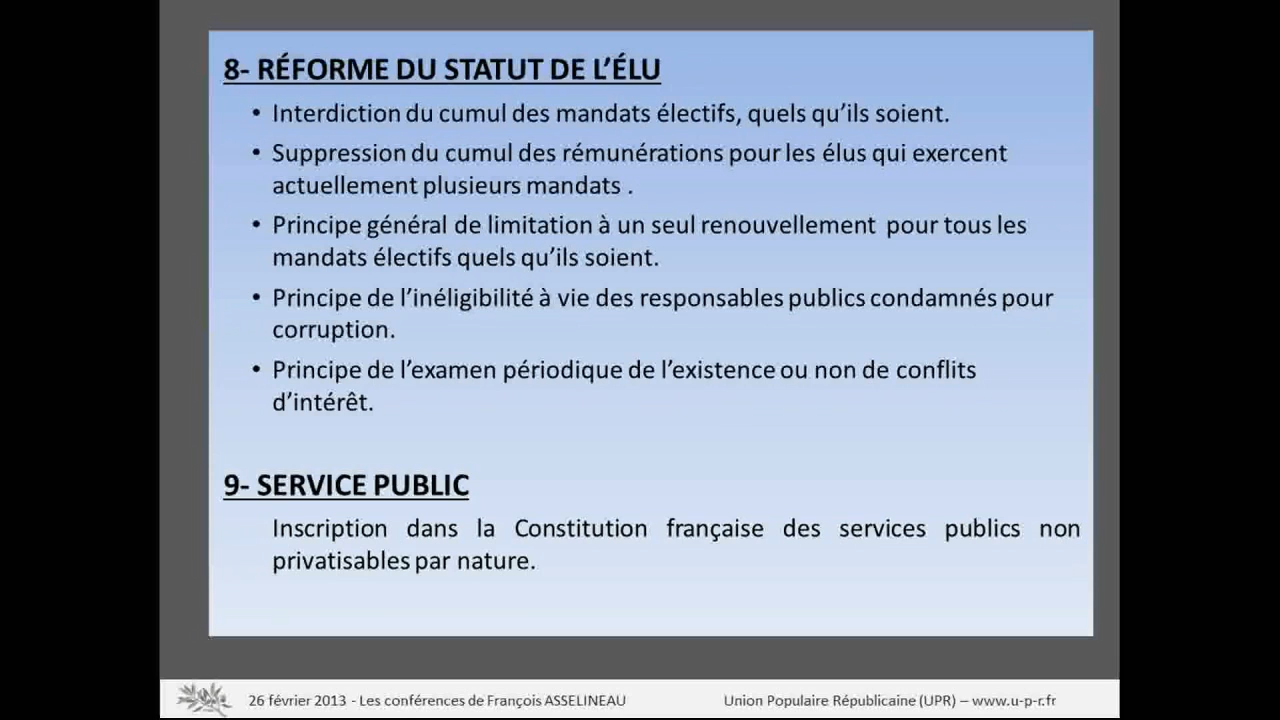 8- RÉFORME DU STATUT DE L’ÉLU
• Interdiction du cumul des mandats électifs, quels qu’ils soient.
• Suppression du cumul des rémunérations pour les élus qui exercent
actuellement plusieurs mandats .
• Principe général de limitation à un seul renouvellement pour tous les
mandats électifs quels qu’ils soient.
• Principe de l’inéligibilité à vie des responsables publics condamnés pour
corruption.
• Principe de l’examen périodique de l’existence ou non de conflits
d’intérêt.
9- SERVICE PUBLIC
Inscription dans la Constitution française des services publics non
privatisables par nature.
26 février 2013 - Les conférences de François ASSELINEAU Union Populaire Républicaine (UPR) – www.u-p-r.fr